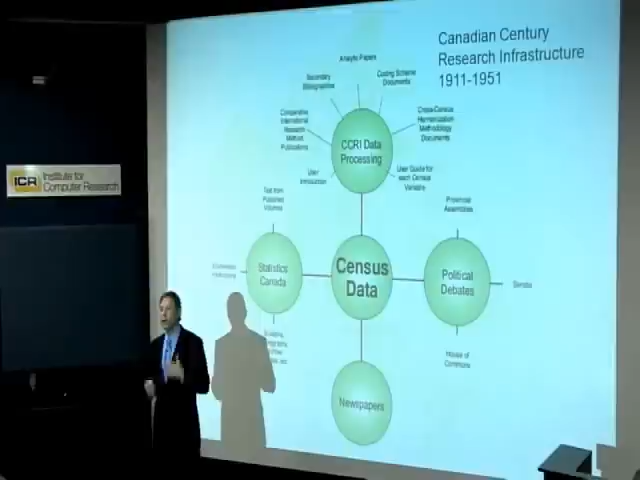 Canadian Century
Research Infrastructure
1911-1951
Analytic Papers
Secondary
Bibliographies
Coding Scheme
Documents
Comparative
International
Research
Method
Publications
Cross-Census
Harmonization
Methodology
Documents
CCRI Data
Processing
User
Introduction
User Guide for
each Census
Variable
ICR Institute for
Computer Research
Text from
Published
Volumes
Provincial
Assemblies
Statistics
Canada
Census
Data
Political
Debates
Senate
House of
Commons
Newspapers